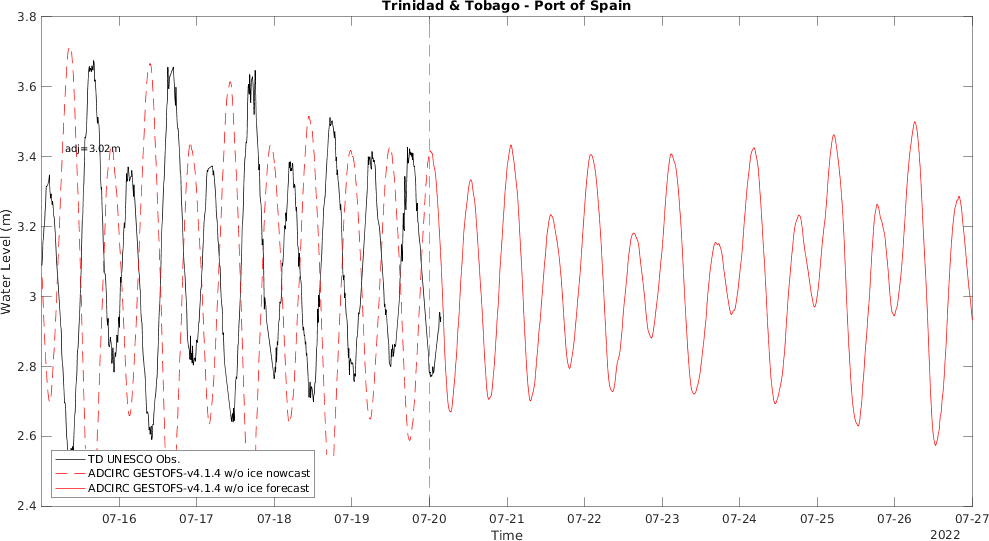 Trinidad & Tobago - Port of Spain
3.8
3.6
3.4
3.2
3
2.8
2.6
2.4
Water Level (m)
adj=3.02m
TD UNESCO Obs.
ADCIRC GESTOFS-v4.1.4 w/o ice nowcast
ADCIRC GESTOFS-v4.1.4 w/o ice forecast
07-16 07-17 07-18 07-19 07-20 07-21 07-22 07-23 07-24 07-25 07-26 07-27
Time
2022